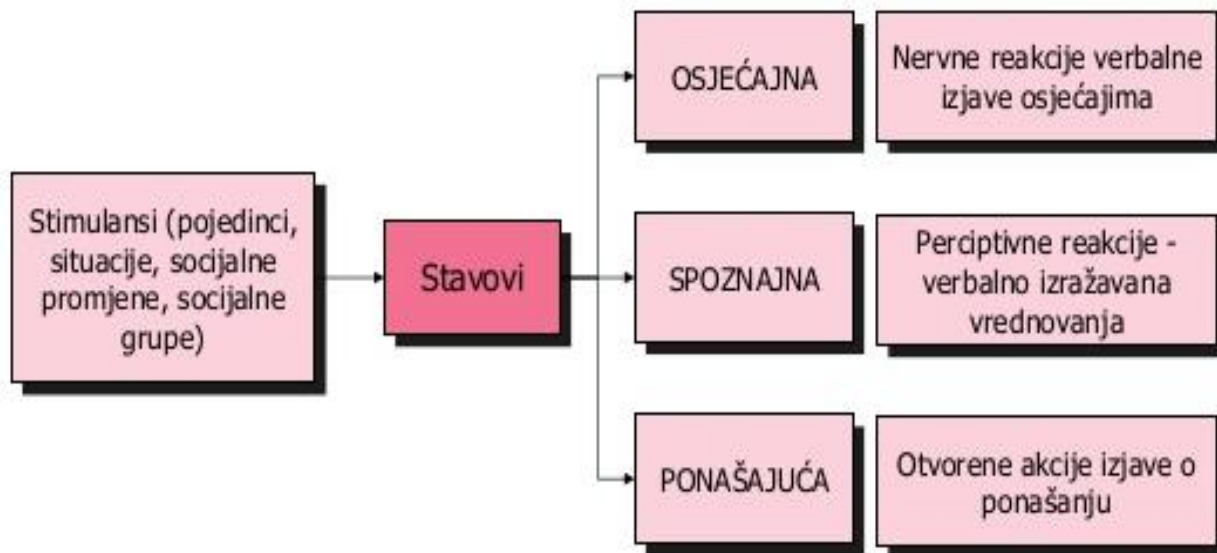 Stimulansi (pojedinci,
situacije, socijalne
promjene, socijalne
grupe)
Stavovi
OSJEĆAJNA
Nervne reakcije verbalne
izjave osjećajima
SPOZNAJNA
Perciptivne reakcije -
verbalno izražavana
vrednovanja
PONAŠAJUĆA
Otvorene akcije izjave o
ponašanju